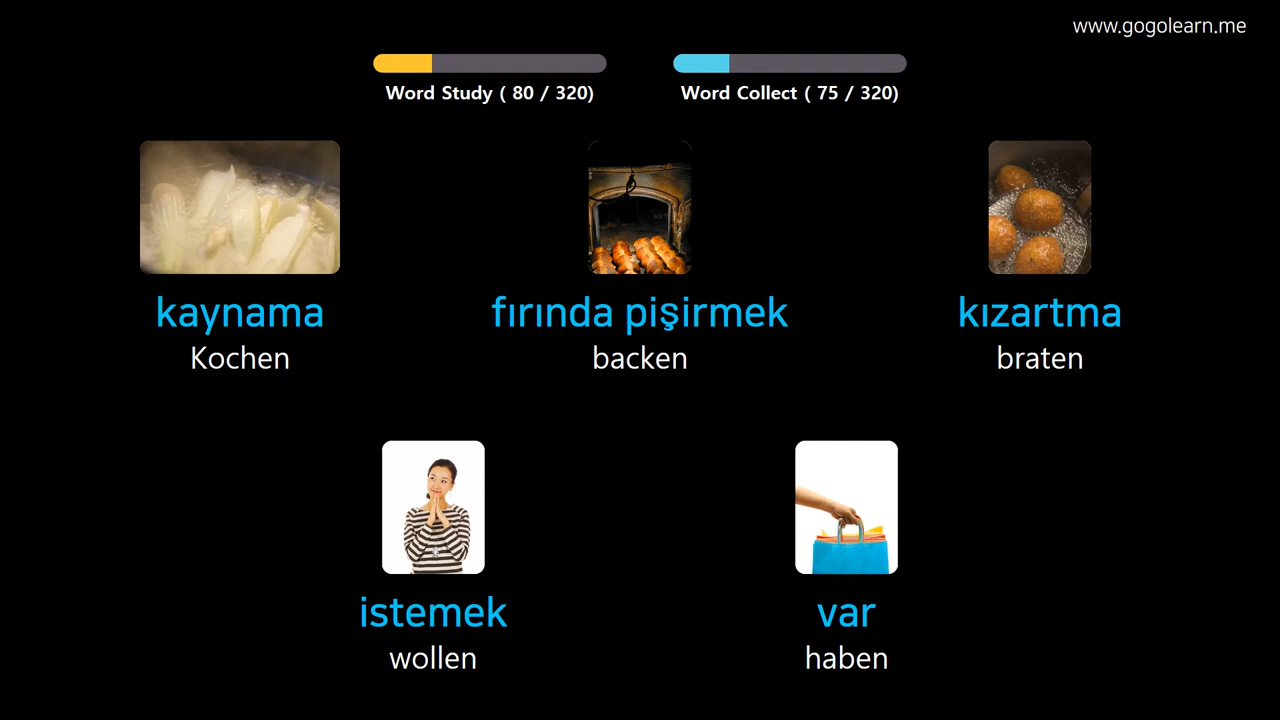 www.gogolearn.me
Word Study ( 80 / 320)
Word Collect ( 75 / 320)
kaynama
Kochen
fırında pişirmek
backen
kızartma
braten
istemek
wollen
var
haben